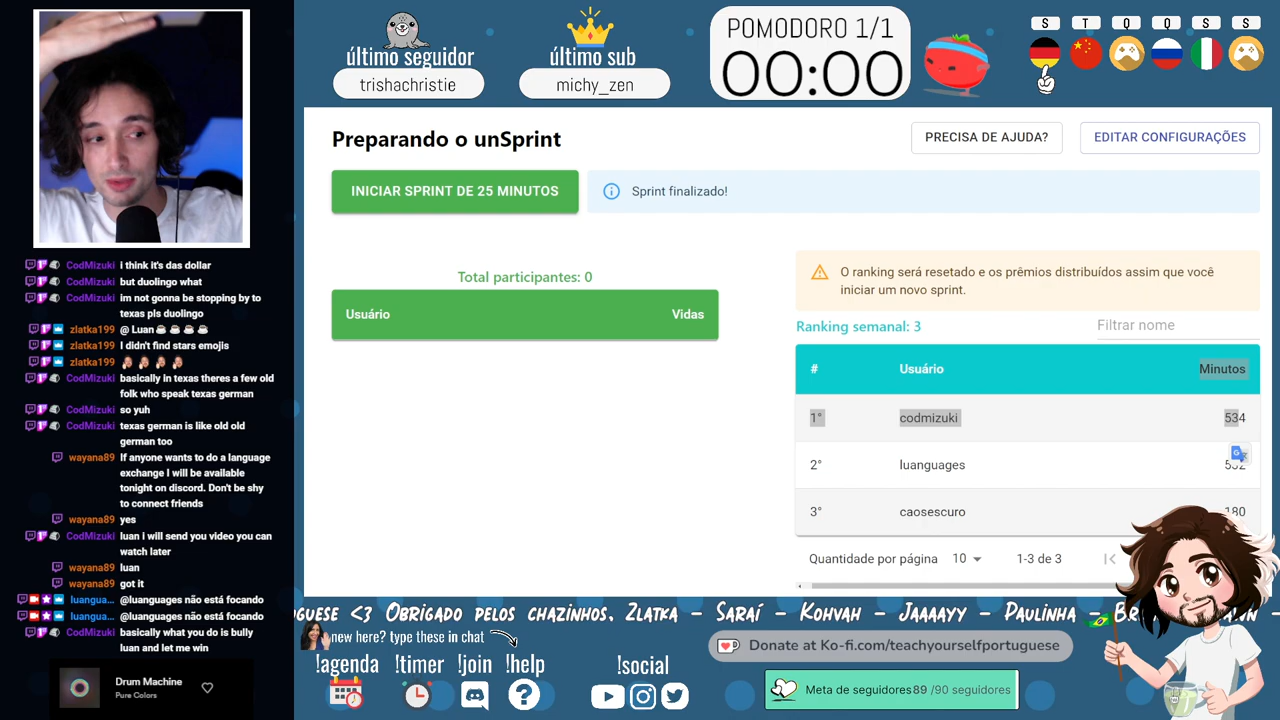 último seguidor
trishachristie
último sub
michy_zen
POMODORO 1/1
00:00
S T Q Q S S
Preparando o unSprint
PRECISA DE AJUDA?
EDITAR CONFIGURAÇÕES
INICIAR SPRINT DE 25 MINUTOS
Sprint finalizado!
Total participantes: 0
Usuário Vidas
O ranking será resetado e os prêmios distribuídos assim que você
iniciar um novo sprint.
Ranking semanal: 3
Filtrar nome
# Usuário Minutos
1° codmizuki 534
2° luanguages
3° caosescuro 180
Quantidade por página 10 1-3 de 3
CodMizuki i think it's das dollar
CodMizuki but duolingo what
CodMizuki im not gonna be stopping by to
texas pls duolingo
zlatka199 @ Luan
zlatka199 I didn't find stars emojis
zlatka199
CodMizuki basically in texas theres a few old
folk who speak texas german
CodMizuki so yuh
CodMizuki texas german is like old old
german too
wayana89 If anyone wants to do a language
exchange I will be available
tonight on discord. Don't be shy
to connect friends
wayana89 yes
CodMizuki luan i will send you video you can
watch later
wayana89 luan
wayana89 got it
luangua... @luanguages não está focando
luangua... @luanguages não está focando
CodMizuki basically what you do is bully
luan and let me win
Drum Machine
Pure Colors
GUESE <3 OBRIGADO PELOS CHAZINHOS, ZLATKA - SARAÍ - KOHVAH - JAAAYYY - PAULINHA -
new here? type these in chat
!agenda !timer !join !help !social
Donate at Ko-fi.com/teachyourselfportuguese
Meta de seguidores 89 /90 seguidores